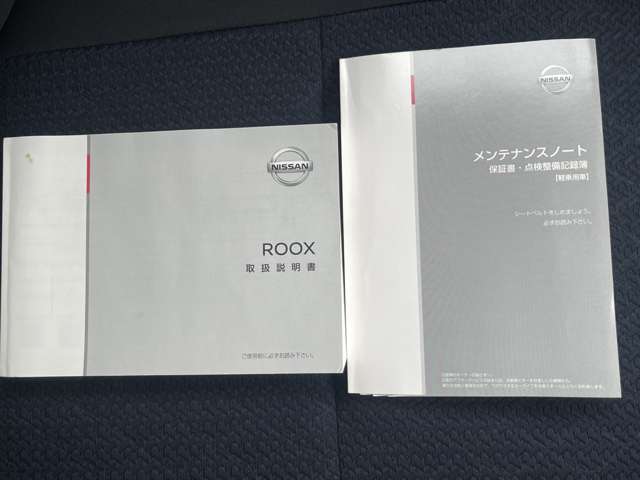 NISSAN
ROOX
取扱説明書
ご使用前に必ずお読み下さい。
NISSAN
メンテナンスノート
保証書・点検整備記録簿
【軽車用車】
シートベルトをしめましょう。
必ずお読み下さい。